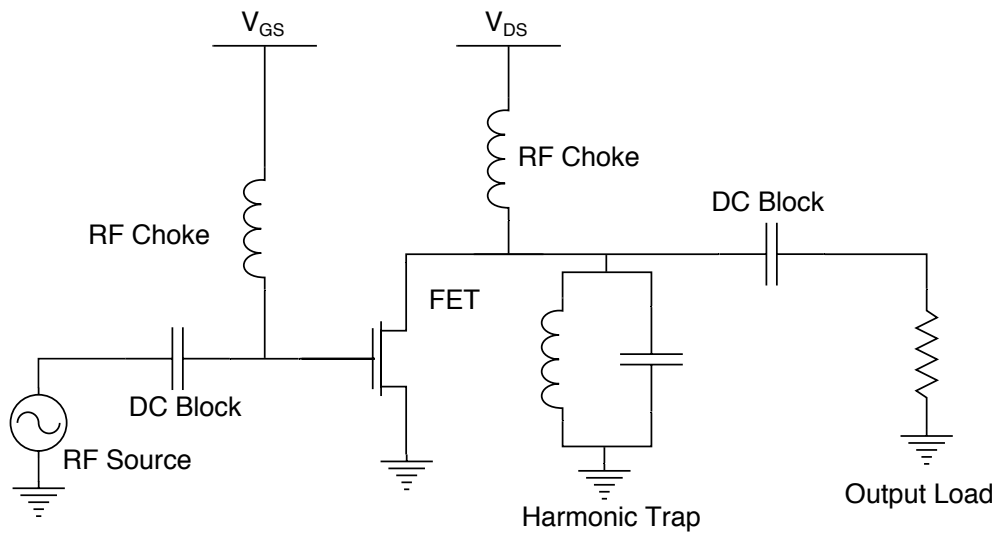 V_GS
V_DS
RF Choke
RF Choke
DC Block
FET
DC Block
RF Source
Harmonic Trap
Output Load